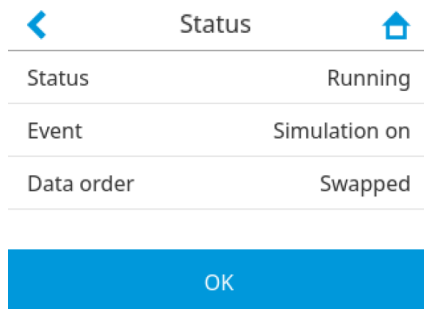 Status
Status Running
Event Simulation on
Data order Swapped
OK